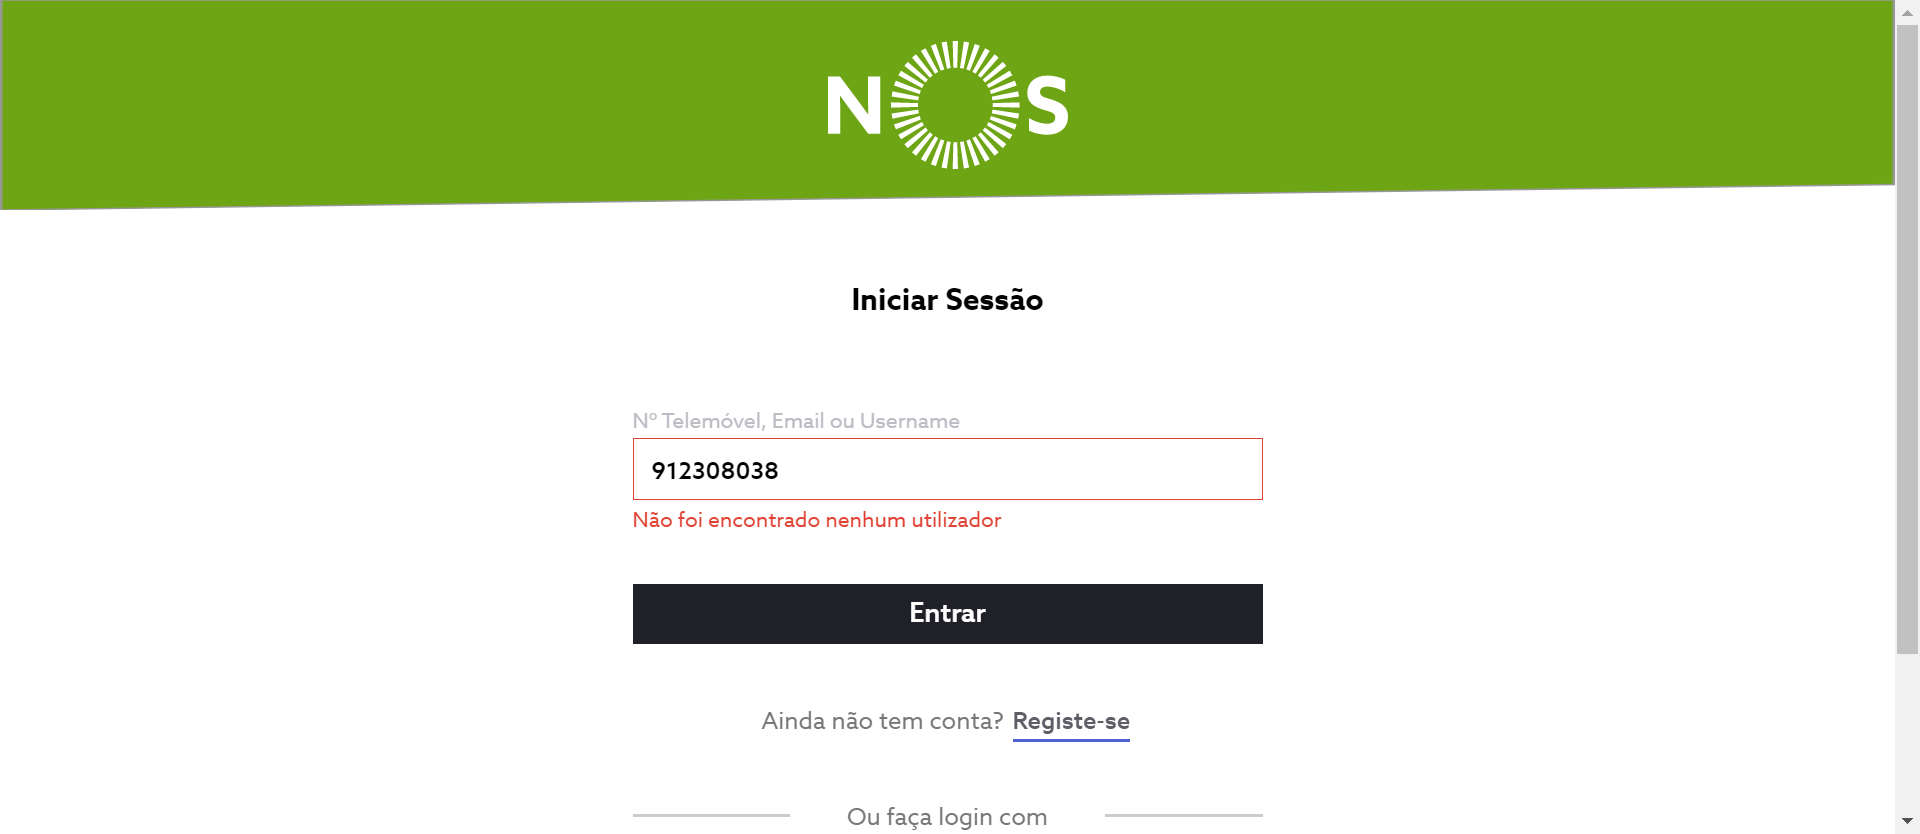 NOS
Iniciar Sessão
Nº Telemóvel, Email ou Username
912308038
Não foi encontrado nenhum utilizador
Entrar
Ainda não tem conta? Registe-se
Ou faça login com